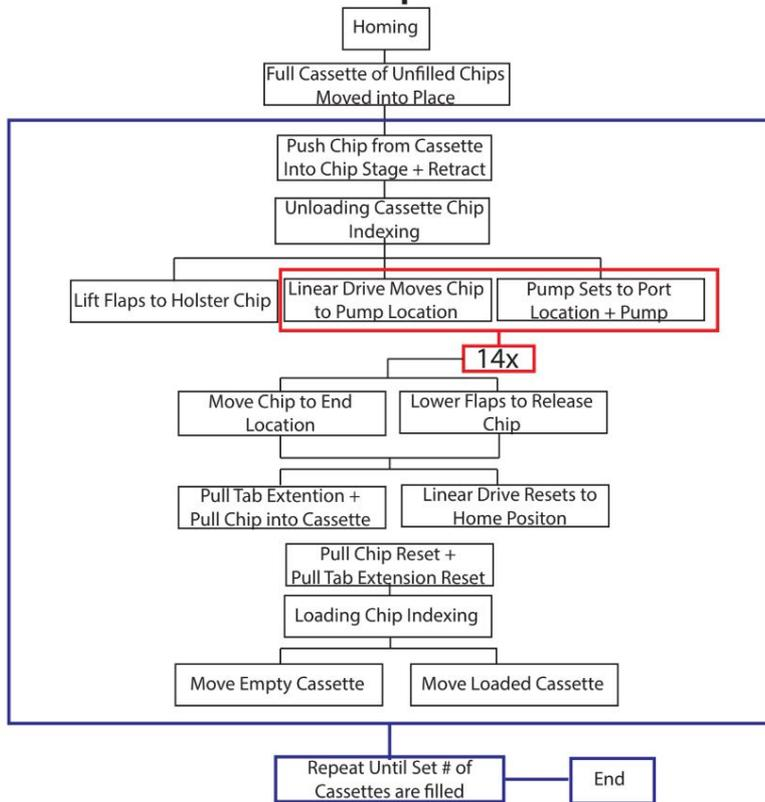 Homing
Full Cassette of Unfilled Chips
Moved into Place
Push Chip from Cassette
Into Chip Stage + Retract
Unloading Cassette Chip
Indexing
Lift Flaps to Holster Chip
Linear Drive Moves Chip
to Pump Location
Pump Sets to Port
Location + Pump
14x
Move Chip to End
Location
Lower Flaps to Release
Chip
Pull Tab Extention +
Pull Chip into Cassette
Linear Drive Resets to
Home Positon
Pull Chip Reset +
Pull Tab Extension Reset
Loading Chip Indexing
Move Empty Cassette
Move Loaded Cassette
Repeat Until Set # of
Cassettes are filled
End